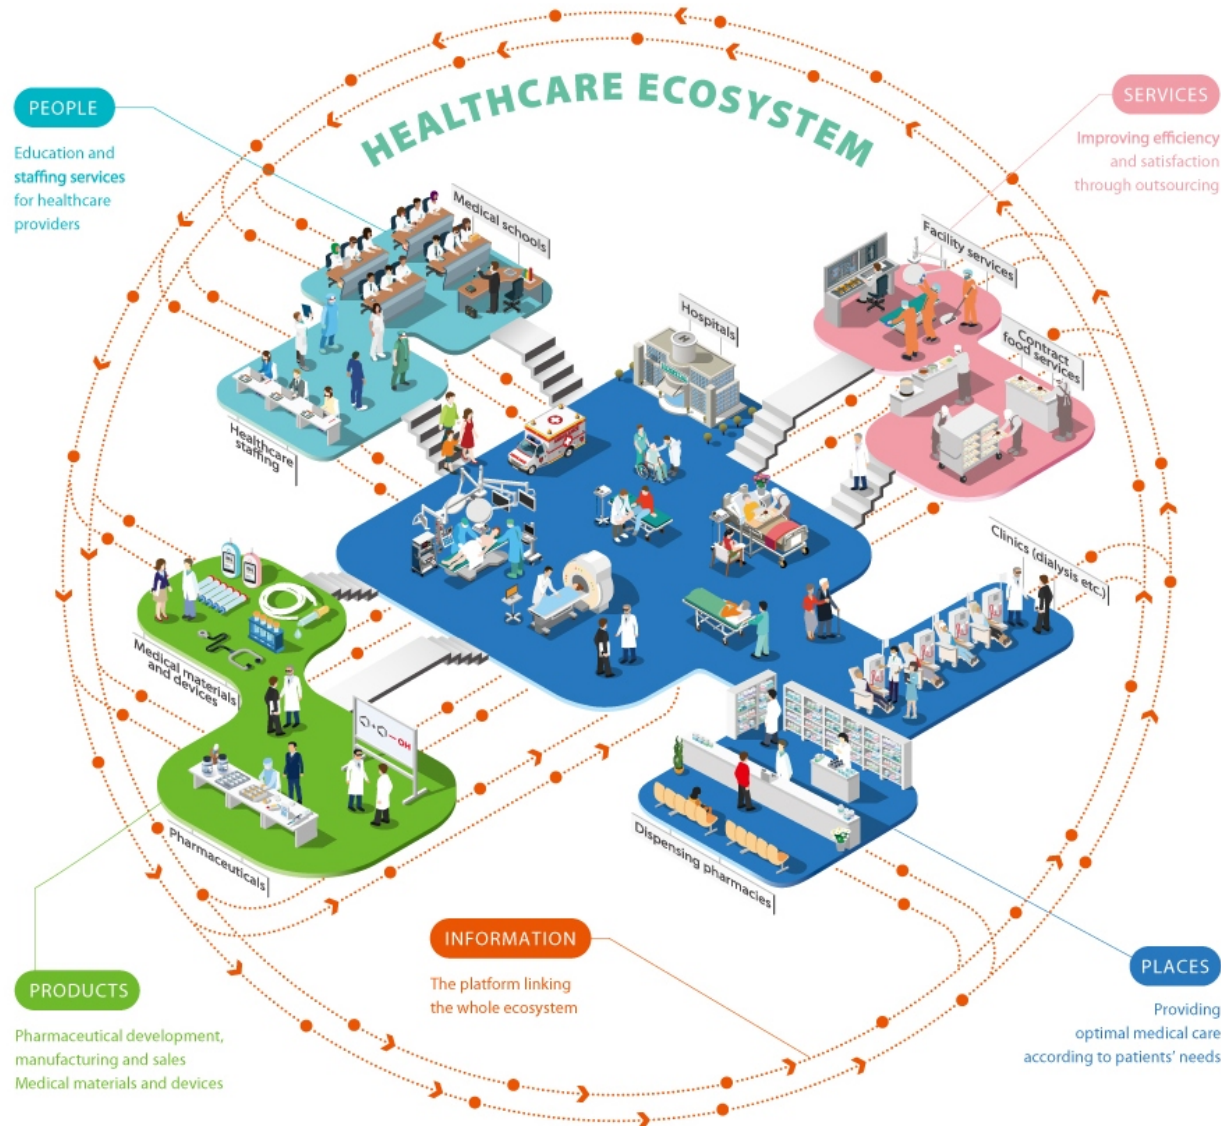 HEALTHCARE ECOSYSTEM
PEOPLE
Education and
staffing services
for healthcare
providers
SERVICES
Improving efficiency
and satisfaction
through outsourcing
Medical schools
Facility services
Hospitals
H
Contract
food services
Healthcare
staffing
Clinics (dialysis etc.)
Medical materials
and devices
OH
Pharmaceuticals
Dispensing pharmacies
INFORMATION
The platform linking
the whole ecosystem
PLACES
Providing
optimal medical care
according to patients' needs
PRODUCTS
Pharmaceutical development,
manufacturing and sales
Medical materials and devices